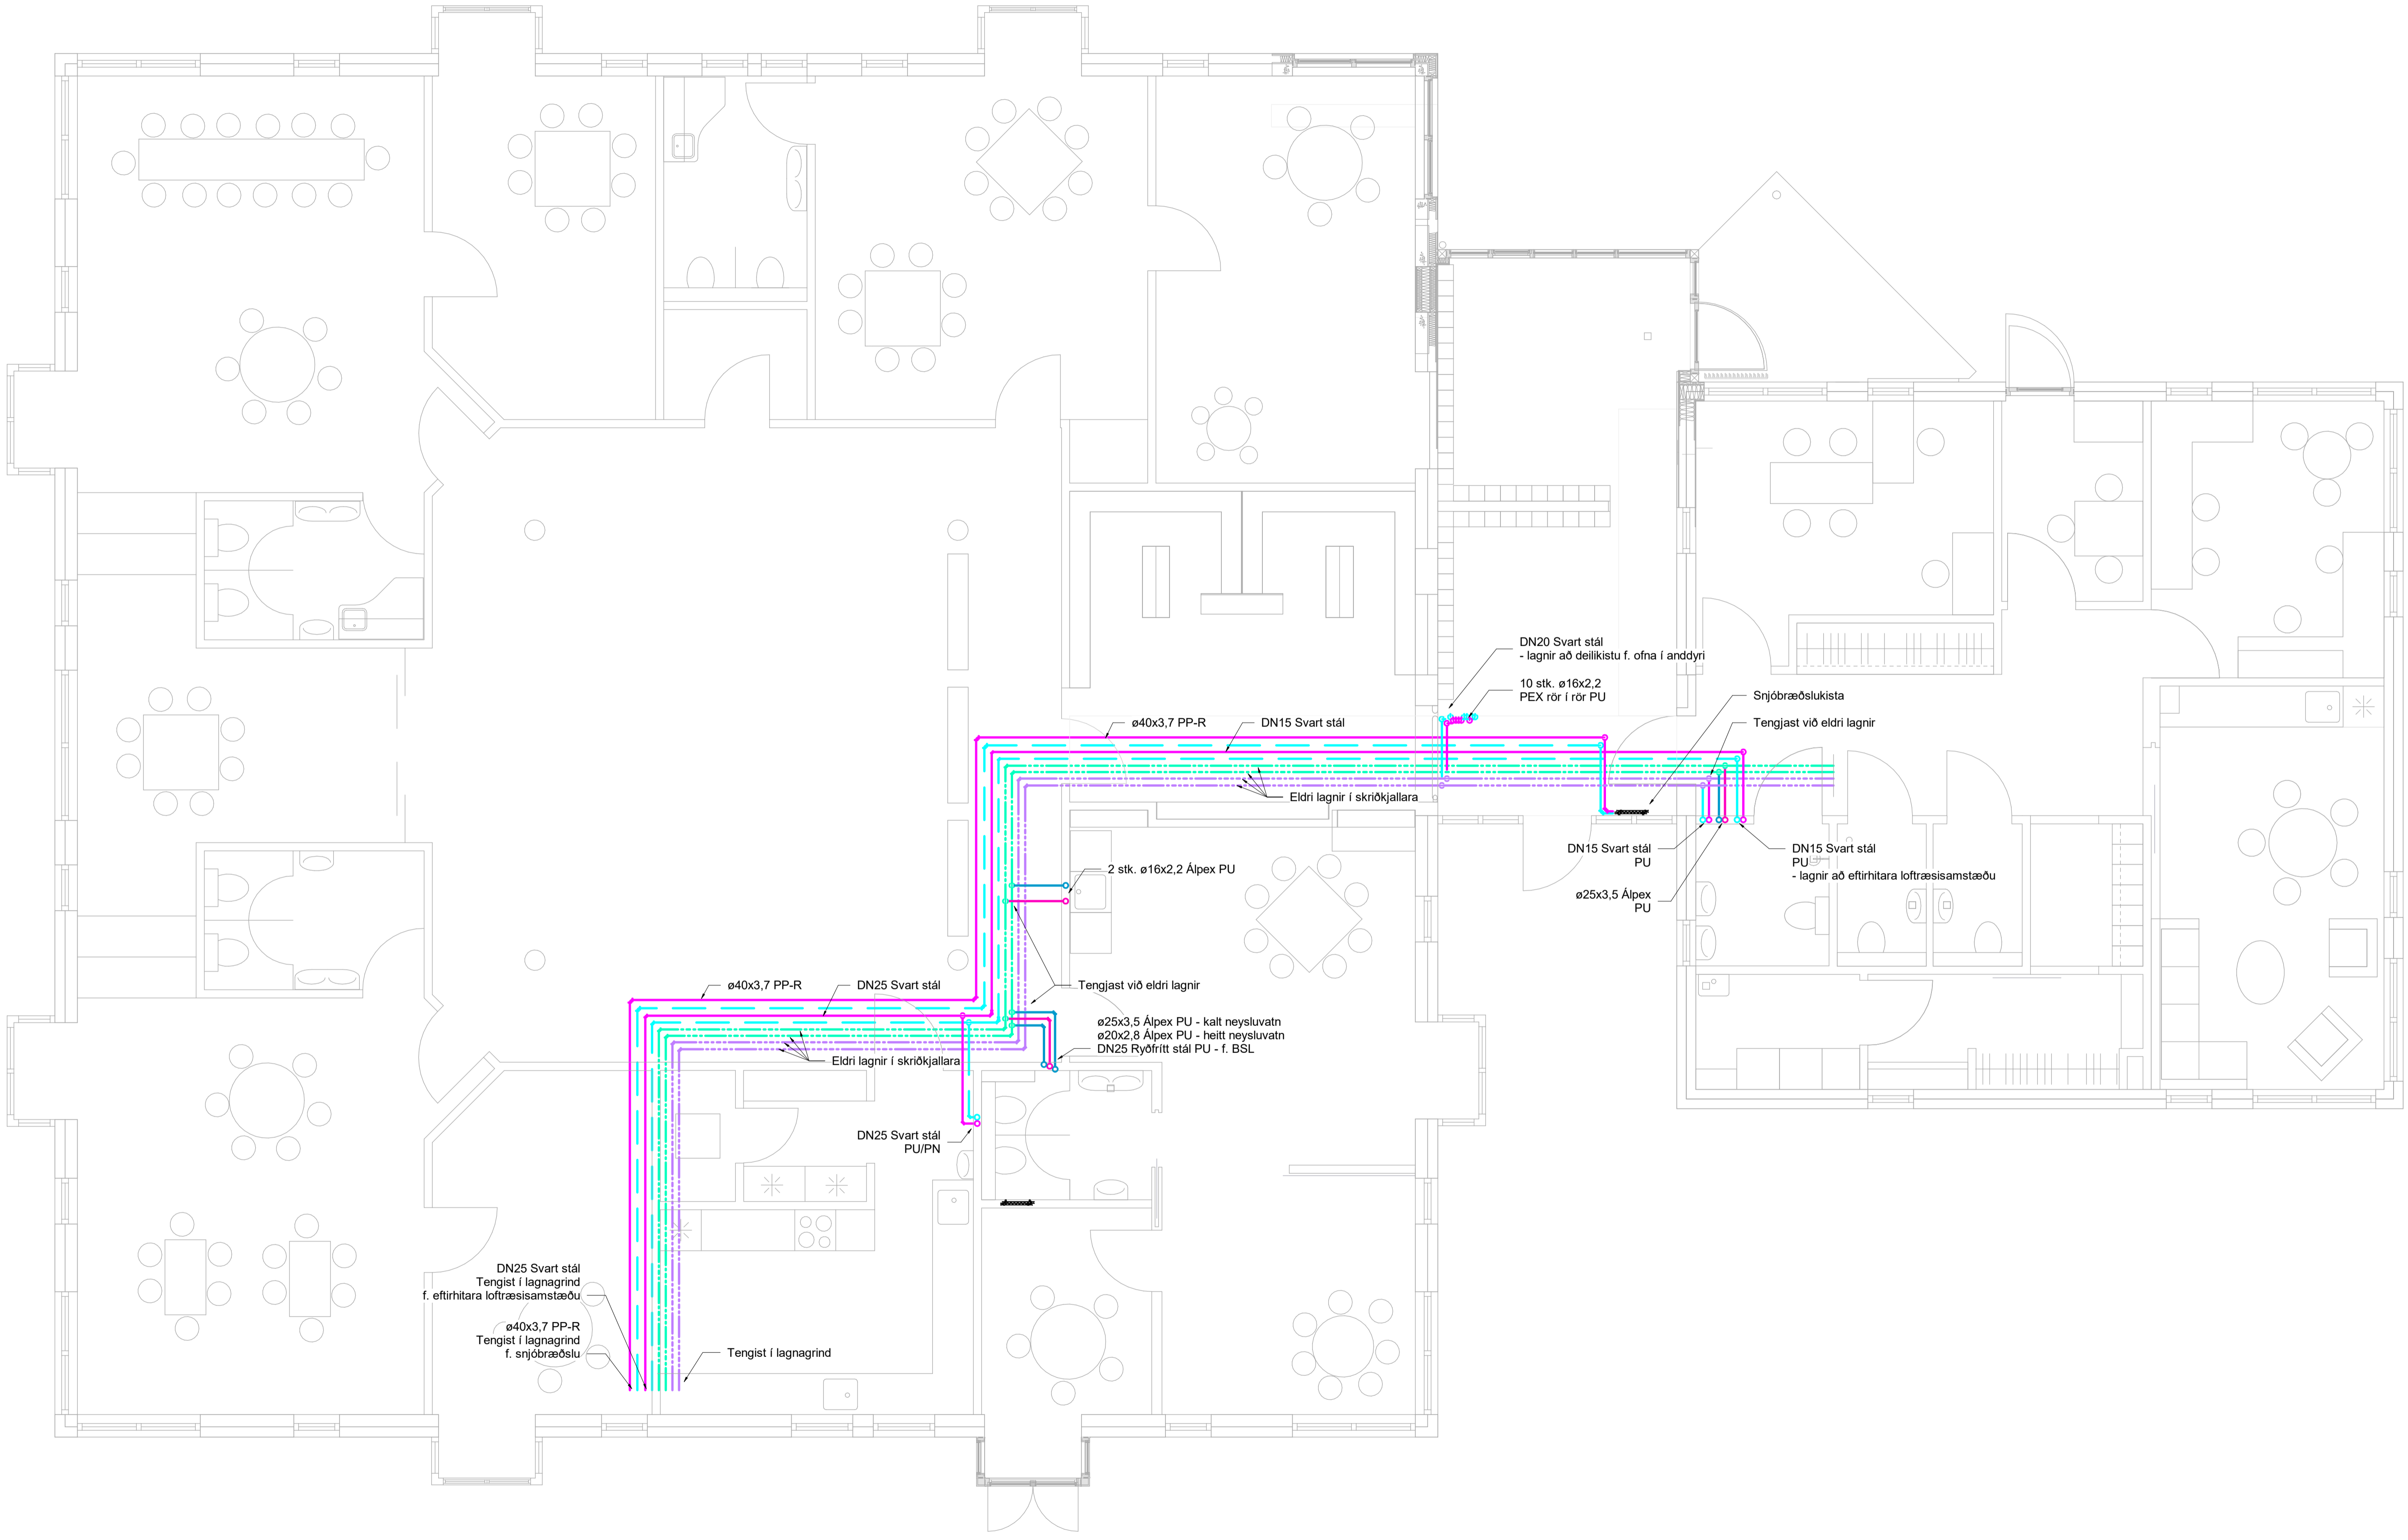 DN20 Svart stál
- lagnir að deilikistu f. ofna í anddyri
10 stk. ø16x2,2
PEX rör í rör PU
Snjóbræðslukista
Tengjast við eldri lagnir
ø40x3,7 PP-R
DN15 Svart stál
Eldri lagnir í skriðkjallara
DN15 Svart stál
PU
DN15 Svart stál
PU
- lagnir að eftirhitara loftræsisamstæðu
ø25x3,5 Álpex
PU
2 stk. ø16x2,2 Álpex PU
ø40x3,7 PP-R
DN25 Svart stál
Tengjast við eldri lagnir
ø25x3,5 Álpex PU - kalt neysluvatn
ø20x2,8 Álpex PU - heitt neysluvatn
DN25 Ryðfrítt stál PU - f. BSL
Eldri lagnir í skriðkjallara
DN25 Svart stál
PU/PN
DN25 Svart stál
Tengist í lagnagrind
f. eftirhitara loftræsisamstæðu
ø40x3,7 PP-R
Tengist í lagnagrind
f. snjóbræðslu
Tengist í lagnagrind